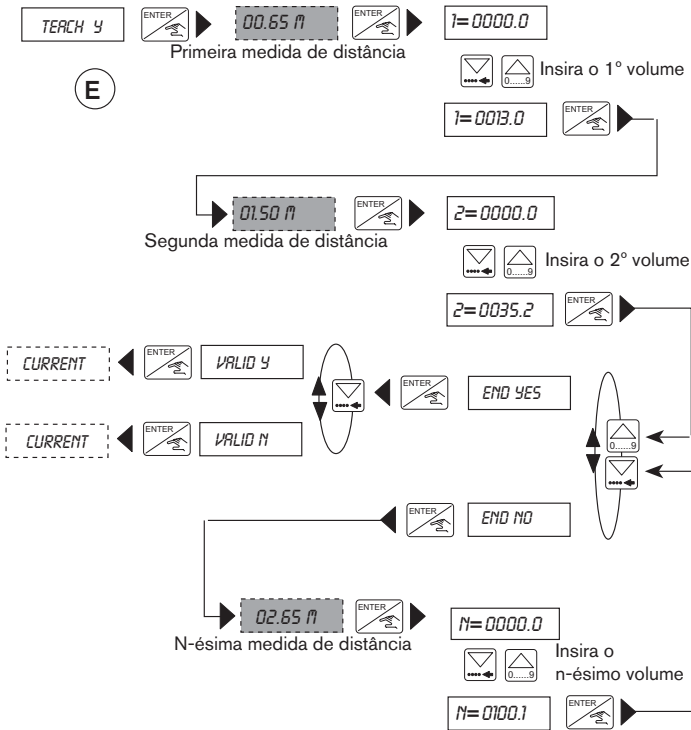 TEACH Y ENTER 00.65 M ENTER 1=0000.0
Primeira medida de distância
0......9 Insira o 1º volume
E
1=0013.0 ENTER
01.50 M ENTER 2=0000.0
Segunda medida de distância
0......9 Insira o 2º volume
2=0035.2 ENTER
CURRENT ENTER VALID Y
ENTER END YES
0......9
CURRENT ENTER VALID N
ENTER END NO
02.65 M ENTER N=0000.0
N-ésima medida de distância
0......9 Insira o
n-ésimo volume
N=0100.1 ENTER